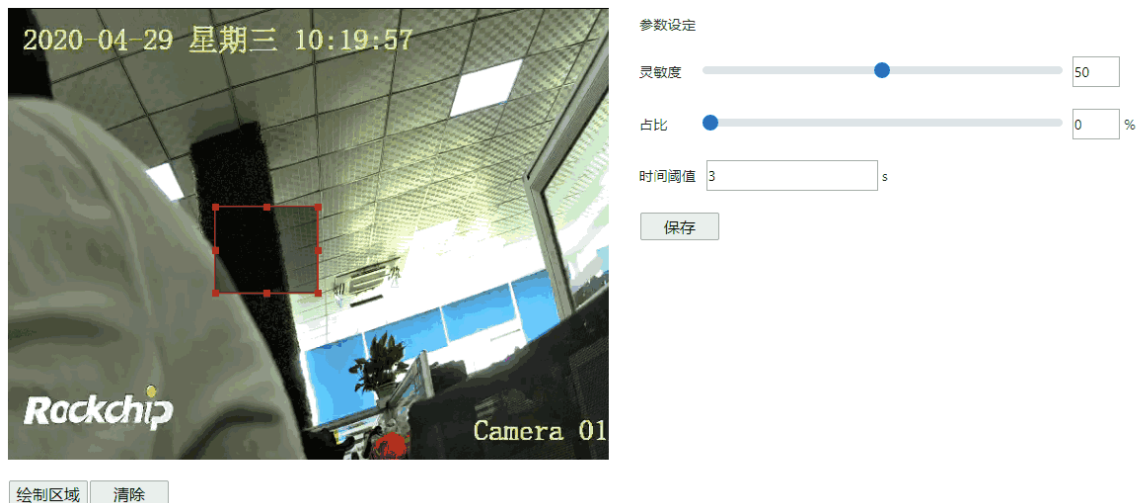 2020-04-29 星期三 10:19:57
Rockchip
Camera 01
绘制区域 清除
参数设定
灵敏度 50
占比 0 %
时间阈值 3 s
保存